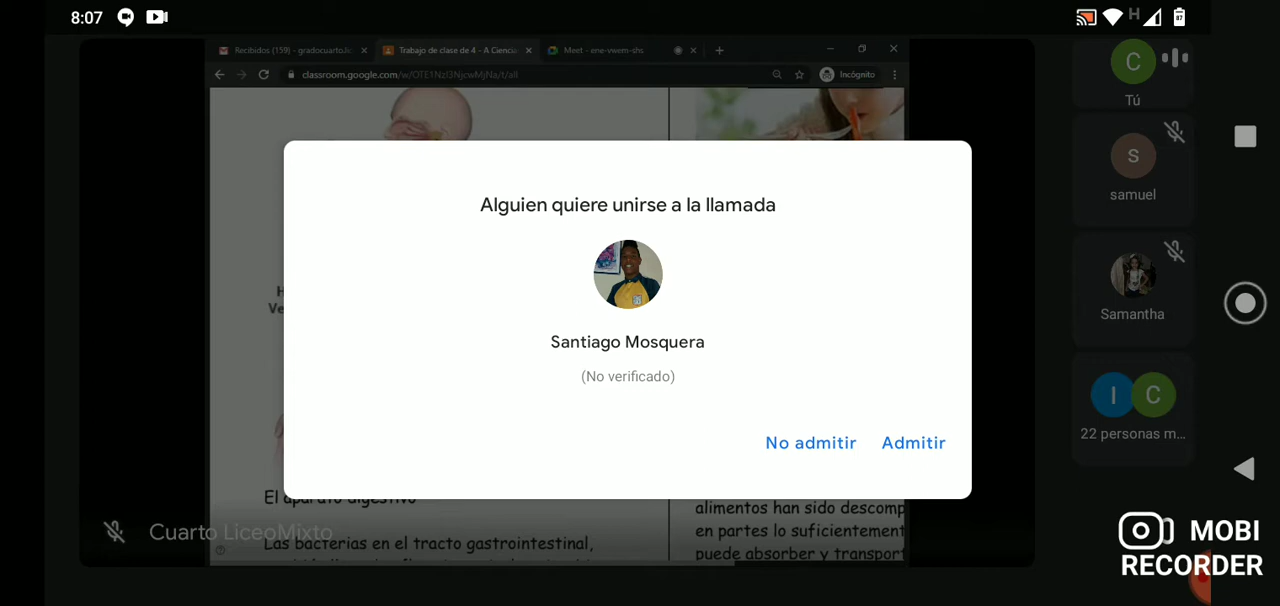 8:07
H
87
Recibidos (159) - gradocuarto.lic
Trabajo de clase de 4 - A Ciencia
Meet - ene-vwem-shs
classroom.google.com/w/OTE1NzI3NjcwMjNa/t/all
Incógnito
Alguien quiere unirse a la llamada
Santiago Mosquera
(No verificado)
No admitir Admitir
H
Ve
El aparato digestivo
Las bacterias en el tracto gastrointestinal,
alimentos han sido descomp
en partes lo suficientement
puede absorber y transport
Cuarto LiceoMixto
C
Tú
S
samuel
Samantha
I C
22 personas m...
MOBI
RECORDER